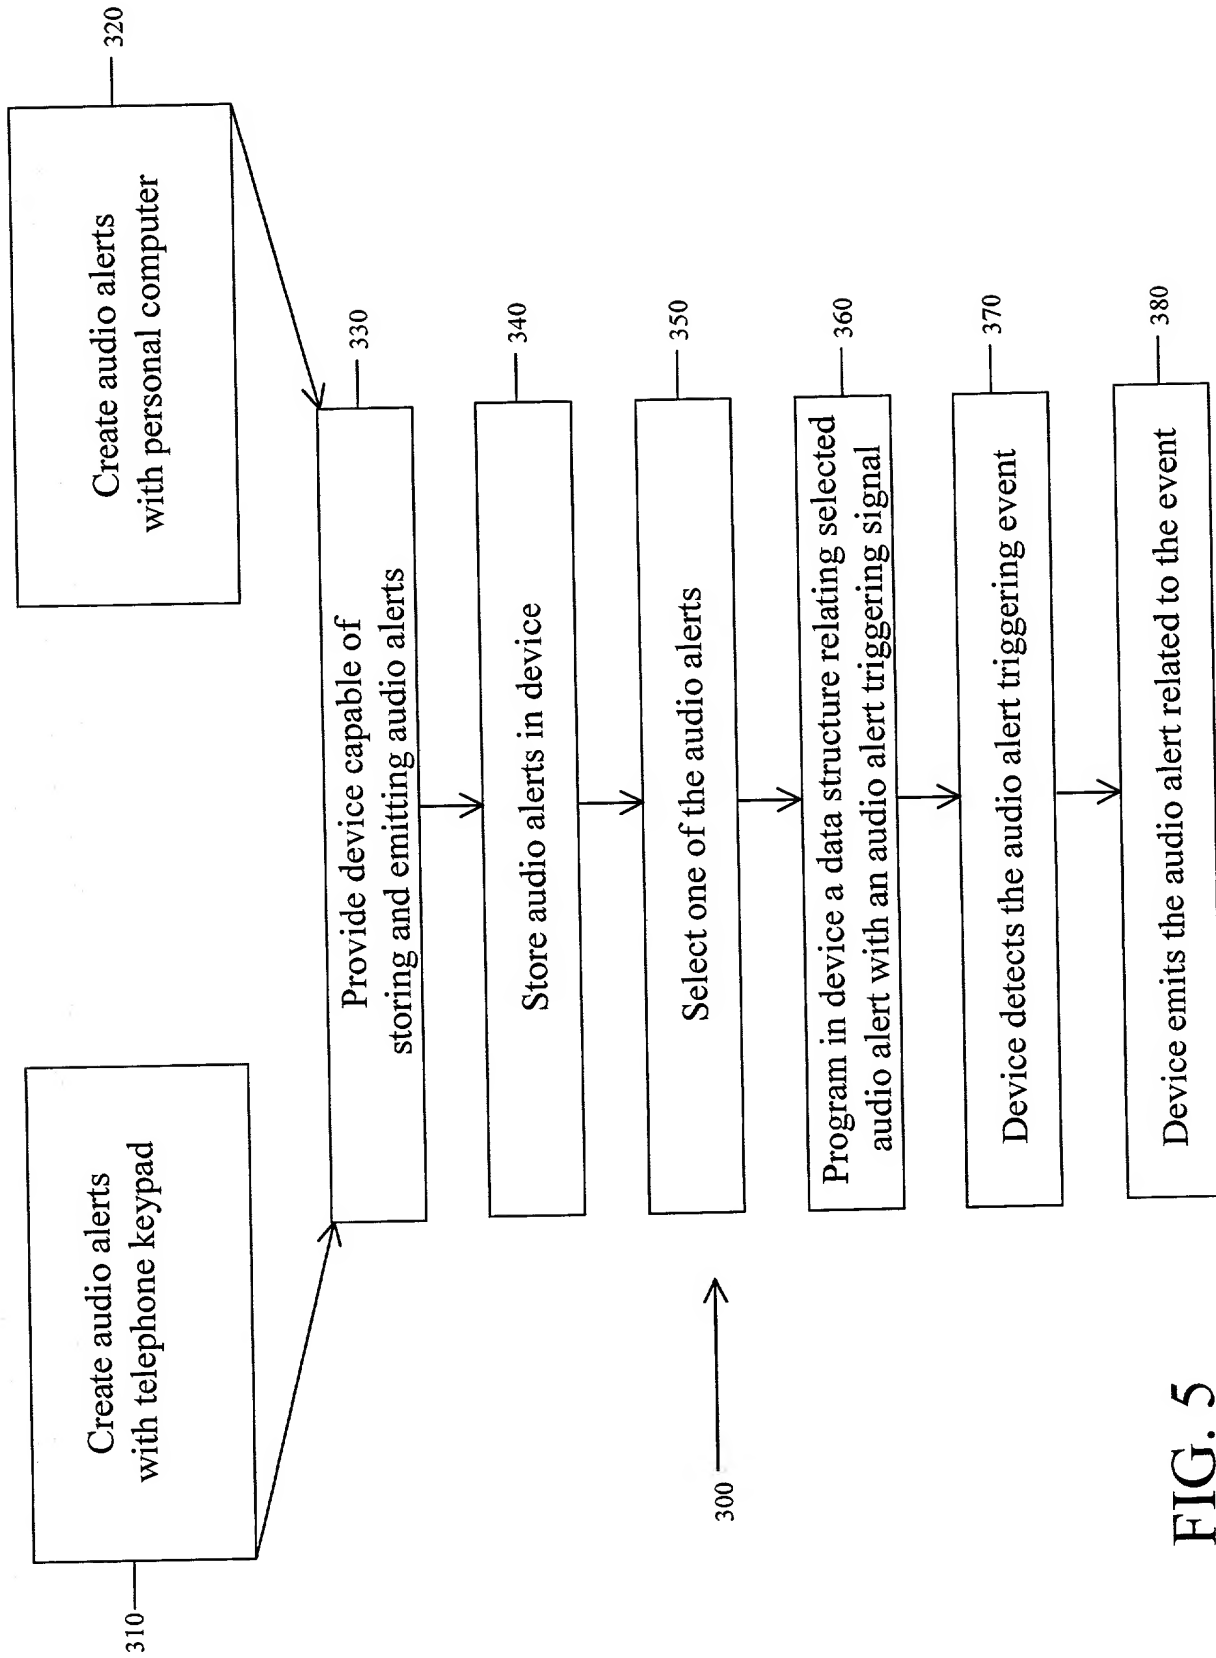 310
Create audio alerts
with telephone keypad
Create audio alerts
with personal computer
320
Provide device capable of
storing and emitting audio alerts
330
Store audio alerts in device
340
Select one of the audio alerts
350
300
Program in device a data structure relating selected
audio alert with an audio alert triggering signal
360
Device detects the audio alert triggering event
370
Device emits the audio alert related to the event
380
FIG. 5